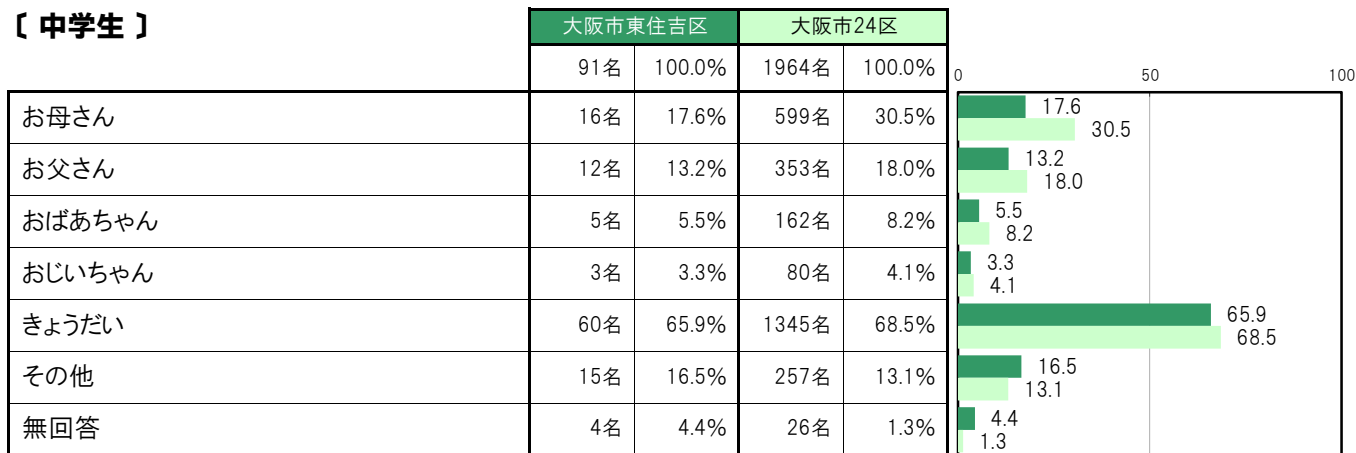 〔 中学生 〕
大阪市東住吉区 大阪市24区
91名 100.0% 1964名 100.0% 0 50 100
お母さん 16名 17.6% 599名 30.5% 17.6
30.5
お父さん 12名 13.2% 353名 18.0% 13.2
18.0
おばあちゃん 5名 5.5% 162名 8.2% 5.5
8.2
おじいちゃん 3名 3.3% 80名 4.1% 3.3
4.1
きょうだい 60名 65.9% 1345名 68.5% 65.9
68.5
その他 15名 16.5% 257名 13.1% 16.5
13.1
無回答 4名 4.4% 26名 1.3% 4.4
1.3